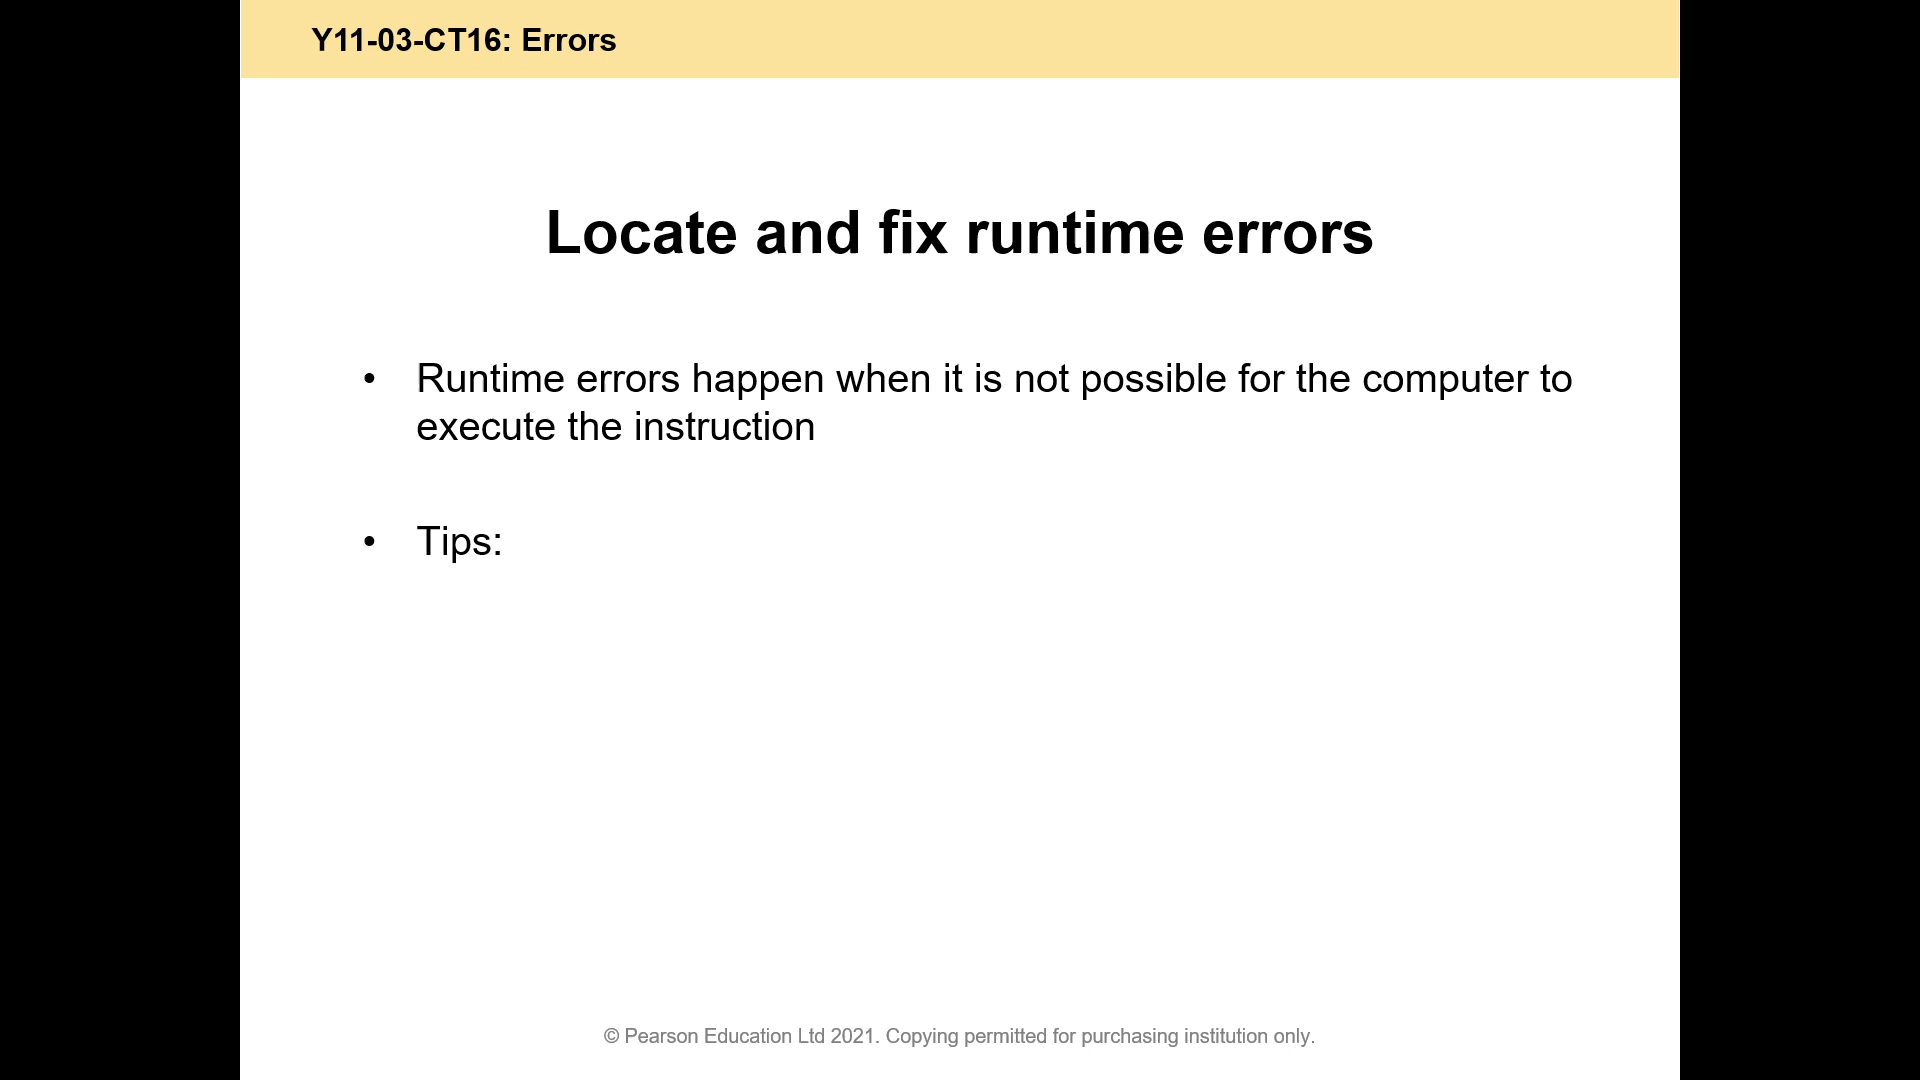 Y11-03-CT16: Errors
Locate and fix runtime errors
• Runtime errors happen when it is not possible for the computer to
execute the instruction
• Tips:
© Pearson Education Ltd 2021. Copying permitted for purchasing institution only.